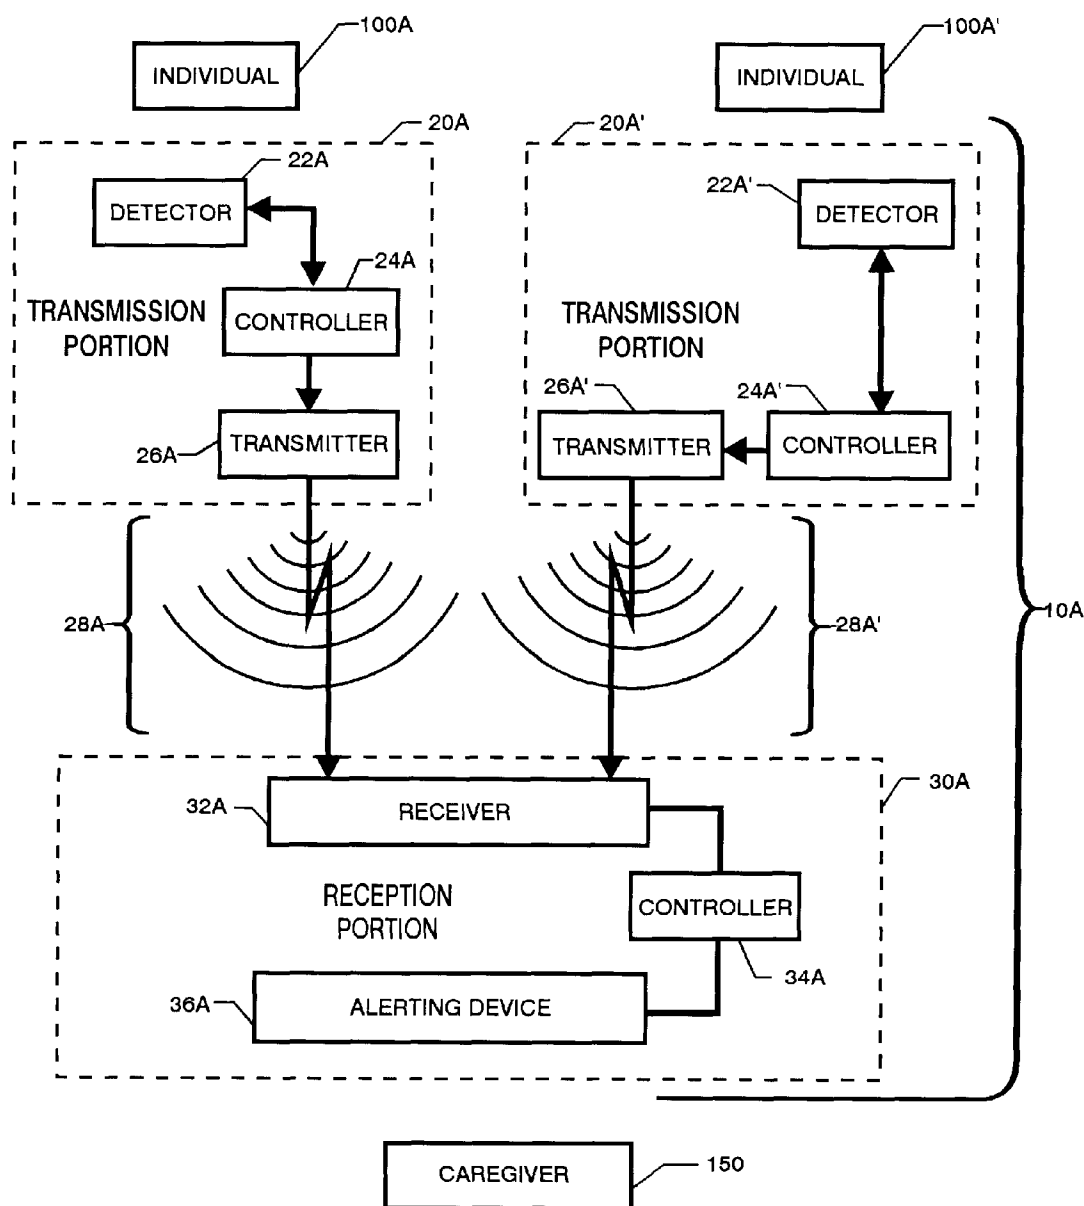 100A
INDIVIDUAL
100A'
INDIVIDUAL
20A
22A
DETECTOR
24A
CONTROLLER
TRANSMISSION
PORTION
26A
TRANSMITTER
20A'
22A'
DETECTOR
TRANSMISSION
PORTION
26A'
24A'
TRANSMITTER
CONTROLLER
28A
28A'
10A
30A
32A
RECEIVER
RECEPTION
PORTION
CONTROLLER
34A
36A
ALERTING DEVICE
CAREGIVER
150